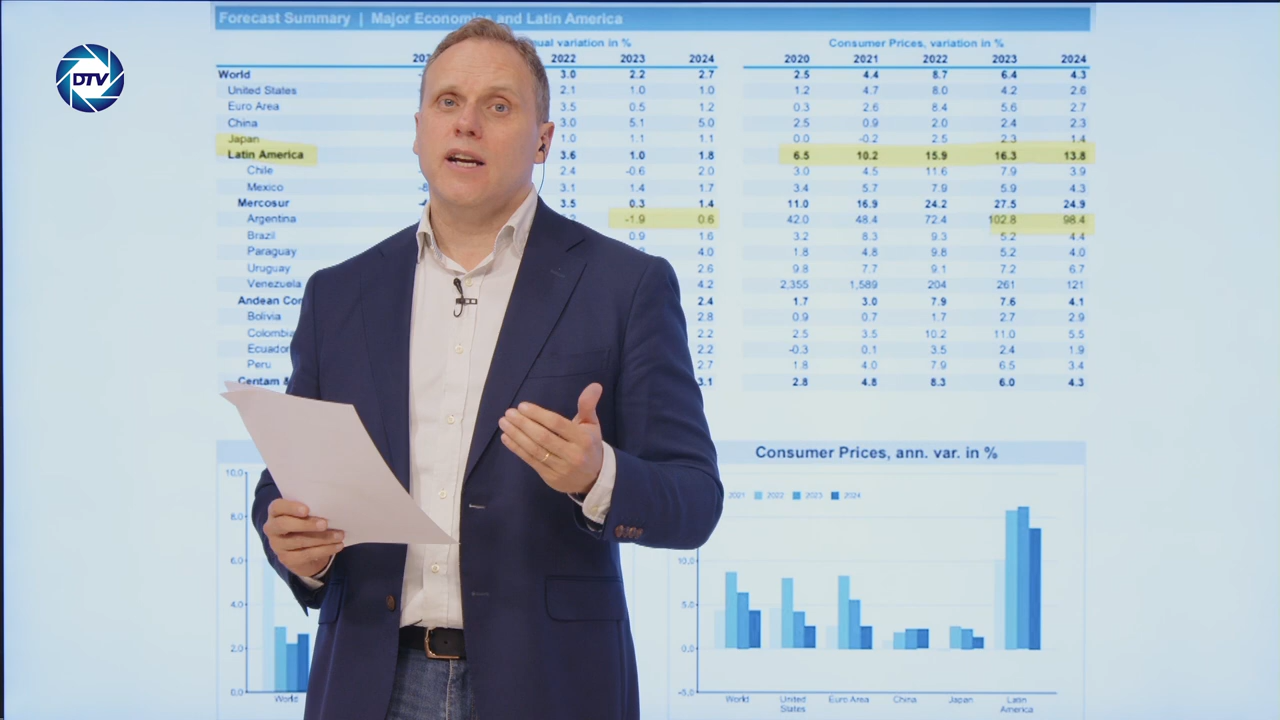 DTV
Forecast Summary | Major Economies and Latin America
nual variation in % Consumer Prices, variation in %
2022 2023 2024 2020 2021 2022 2023 2024
World 3.0 2.2 2.7 2.5 4.4 8.7 6.4 4.3
United States 2.1 1.0 1.0 1.2 4.7 8.0 4.2 2.6
Euro Area 3.5 0.5 1.2 0.3 2.6 8.4 5.6 2.7
China 3.0 5.1 5.0 2.5 0.9 2.0 2.4 2.3
Japan 1.0 1.1 1.1 0.0 -0.2 2.5 2.3 1.4
Latin America 3.6 1.0 1.8 6.5 10.2 15.9 16.3 13.8
Chile 2.4 -0.6 2.0 3.0 4.5 11.6 7.9 3.9
Mexico -8 3.1 1.4 1.7 3.4 5.7 7.9 5.9 4.3
Mercosur 3.5 0.3 1.4 11.0 16.9 24.2 27.5 24.9
Argentina -1.9 0.6 42.0 48.4 72.4 102.8 98.4
Brazil 0.9 1.6 3.2 8.3 9.3 5.2 4.4
Paraguay 4.0 1.8 4.8 9.8 5.2 4.0
Uruguay 2.6 9.8 7.7 9.1 7.2 6.7
Venezuela 4.2 2,355 1,589 204 261 121
Andean Com 2.4 1.7 3.0 7.9 7.6 4.1
Bolivia 2.8 0.9 0.7 1.7 2.7 2.9
Colombia 2.2 2.5 3.5 10.2 11.0 5.5
Ecuador 2.2 -0.3 0.1 3.5 2.4 1.9
Peru 2.7 1.8 4.0 7.9 6.5 3.4
Centam & 3.1 2.8 4.8 8.3 6.0 4.3
Consumer Prices, ann. var. in %
2021 2022 2023 2024
10.0
8.0
6.0
4.0
2.0
0.0
World
10.0
5.0
0.0
-5.0
World United States Euro Area China Japan Latin America